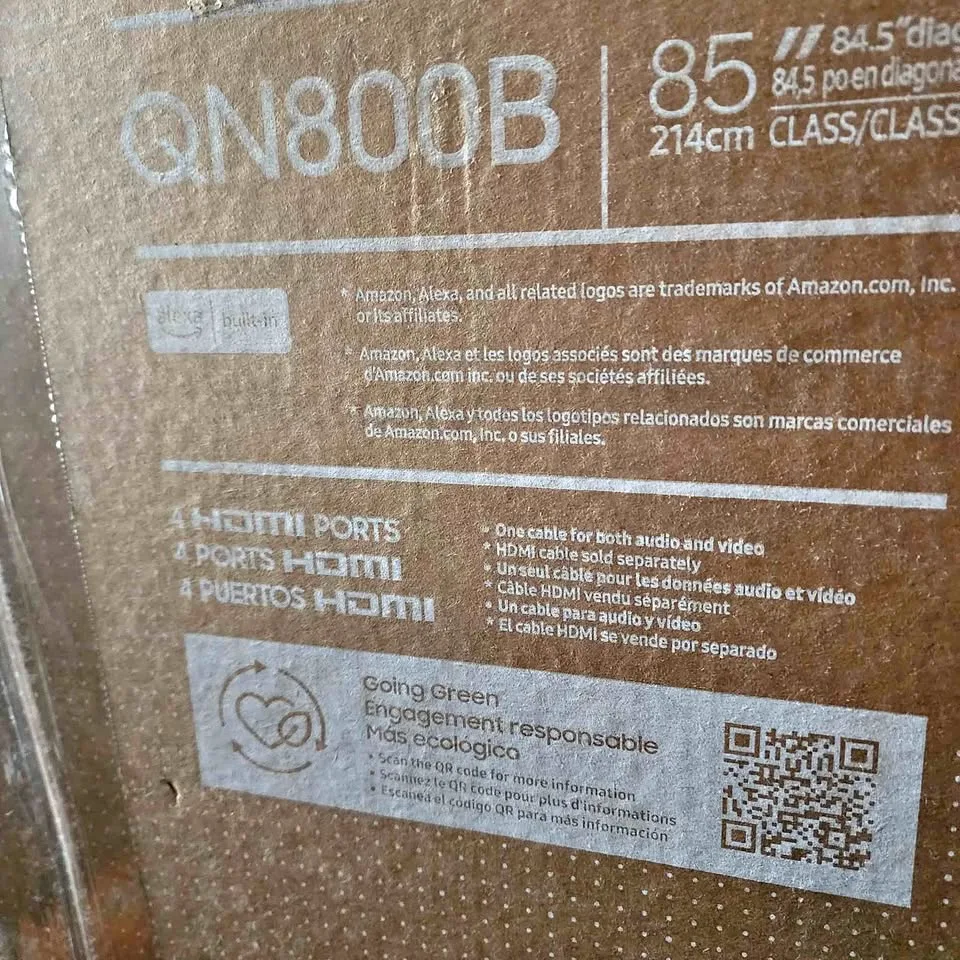 QN800B
85" 84.5" diag
84,5 po en diagona
214cm CLASS/CLASS
alexa | built-in
* Amazon, Alexa, and all related logos are trademarks of Amazon.com, Inc.
or its affiliates.
* Amazon, Alexa et les logos associés sont des marques de commerce
d'Amazon.com inc. ou de ses sociétés affiliées.
* Amazon, Alexa y todos los logotipos relacionados son marcas comerciales
de Amazon.com, Inc. o sus filiales.
4 HDMI PORTS
4 PORTS HDMI
4 PUERTOS HDMI
* One cable for both audio and video
* HDMI cable sold separately
* Un seul câble pour les données audio et vidéo
* Câble HDMI vendu séparément
* Un cable para audio y vídeo
* El cable HDMI se vende por separado
Going Green
Engagement responsable
Más ecológico
• Scan the QR code for more information
• Scannez le QR code pour plus d'informations
• Escanea el código QR para más información